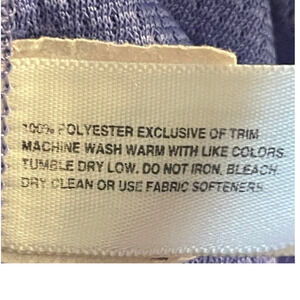 100% POLYESTER EXCLUSIVE OF TRIM
MACHINE WASH WARM WITH LIKE COLORS.
TUMBLE DRY LOW. DO NOT IRON, BLEACH,
DRY CLEAN OR USE FABRIC SOFTENERS.